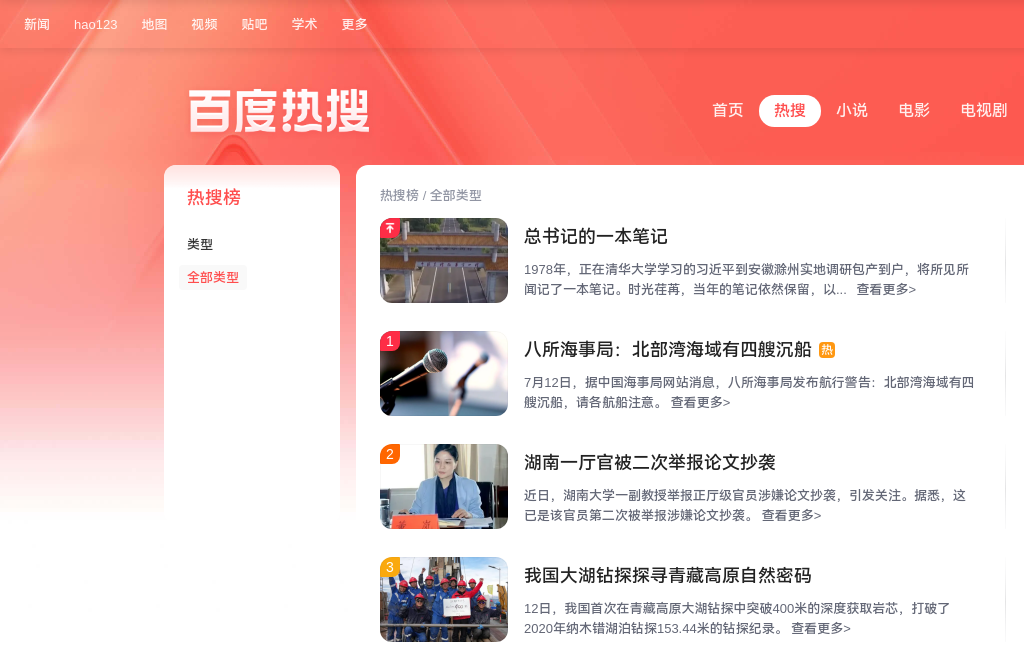 新闻 hao123 地图 视频 贴吧 学术 更多
百度热搜
首页 热搜 小说 电影 电视剧
热搜榜
类型
全部类型
热搜榜 / 全部类型
总书记的一本笔记
1978年，正在清华大学学习的习近平到安徽滁州实地调研包产到户，将所见所
闻记了一本笔记。时光荏苒，当年的笔记依然保留，以... 查看更多>
1
八所海事局：北部湾海域有四艘沉船 热
7月12日，据中国海事局网站消息，八所海事局发布航行警告：北部湾海域有四
艘沉船，请各航船注意。 查看更多>
2
湖南一厅官被二次举报论文抄袭
近日，湖南大学一副教授举报正厅级官员涉嫌论文抄袭，引发关注。据悉，这
已是该官员第二次被举报涉嫌论文抄袭。 查看更多>
3
我国大湖钻探探寻青藏高原自然密码
12日，我国首次在青藏高原大湖钻探中突破400米的深度获取岩芯，打破了
2020年纳木错湖泊钻探153.44米的钻探纪录。 查看更多>